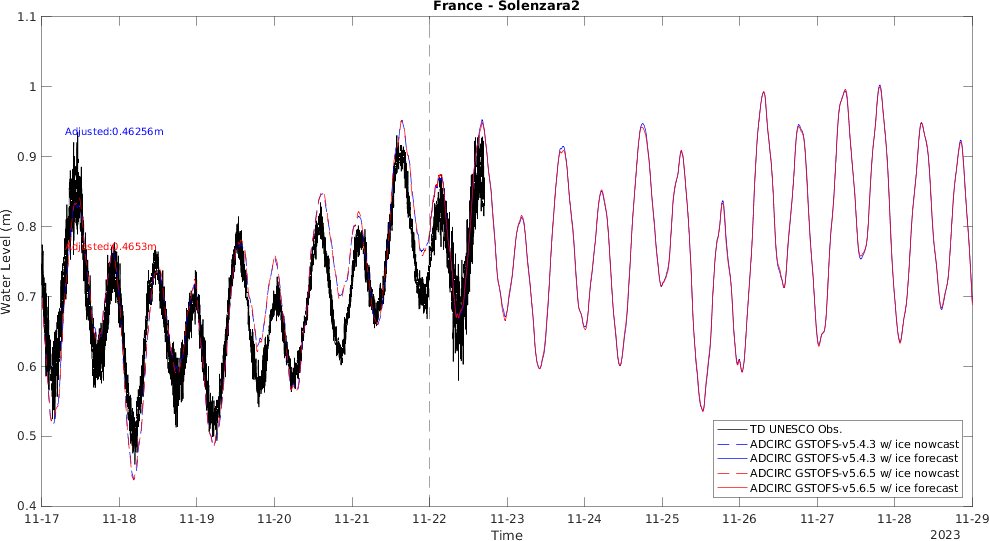 France - Solenzara2
1.1
1
0.9
0.8
0.7
0.6
0.5
0.4
Water Level (m)
Adjusted:0.46256m
Adjusted:0.4653m
TD UNESCO Obs.
ADCIRC GSTOFS-v5.4.3 w/ ice nowcast
ADCIRC GSTOFS-v5.4.3 w/ ice forecast
ADCIRC GSTOFS-v5.6.5 w/ ice nowcast
ADCIRC GSTOFS-v5.6.5 w/ ice forecast
11-17 11-18 11-19 11-20 11-21 11-22 11-23 11-24 11-25 11-26 11-27 11-28 11-29
Time
2023